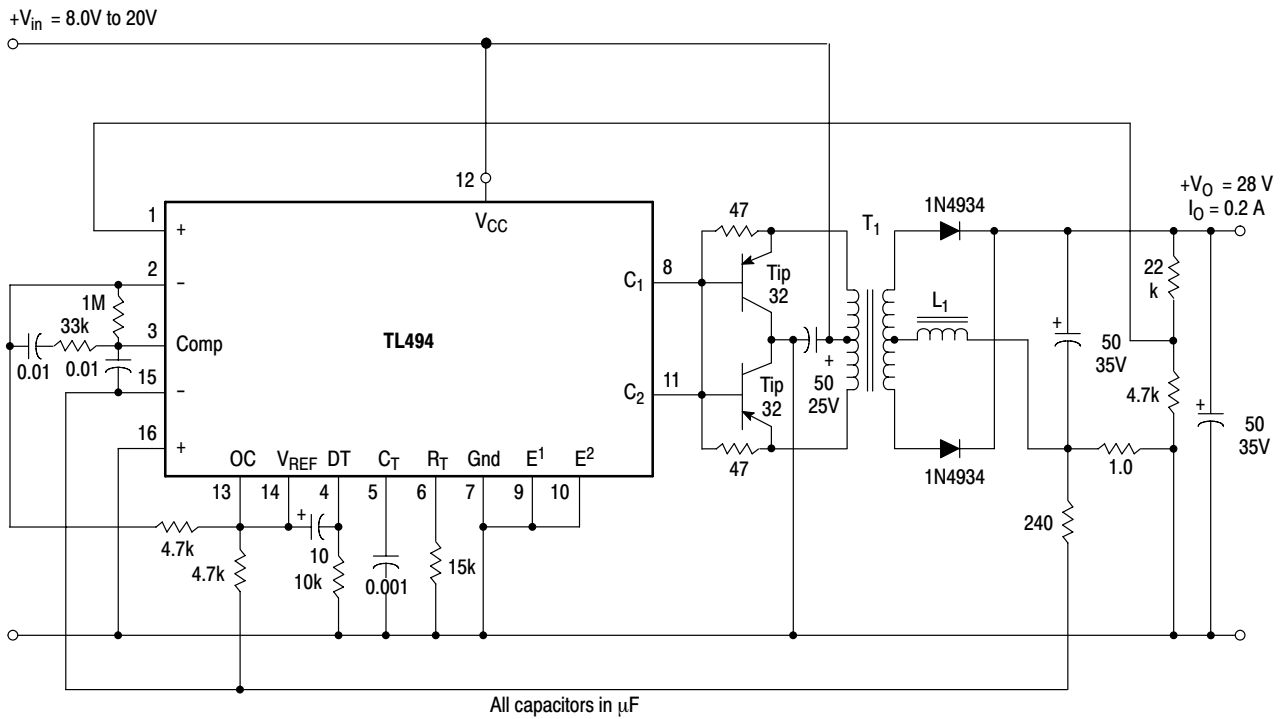 +Vin = 8.0V to 20V
12
+VO = 28 V
IO = 0.2 A
1N4934
1
+
VCC
47
T1
2
−
C1
8
Tip
32
22
k
1M
33k
3
Comp
TL494
L1
+
50
35V
0.01
0.01
15
−
C2
11
Tip
32
+
50
25V
4.7k
+
50
35V
16
+
OC
VREF
DT
CT
RT
Gnd
E1
E2
47
1N4934
1.0
13
14
4
5
6
7
9
10
+
4.7k
10
240
4.7k
10k
0.001
15k
All capacitors in μF